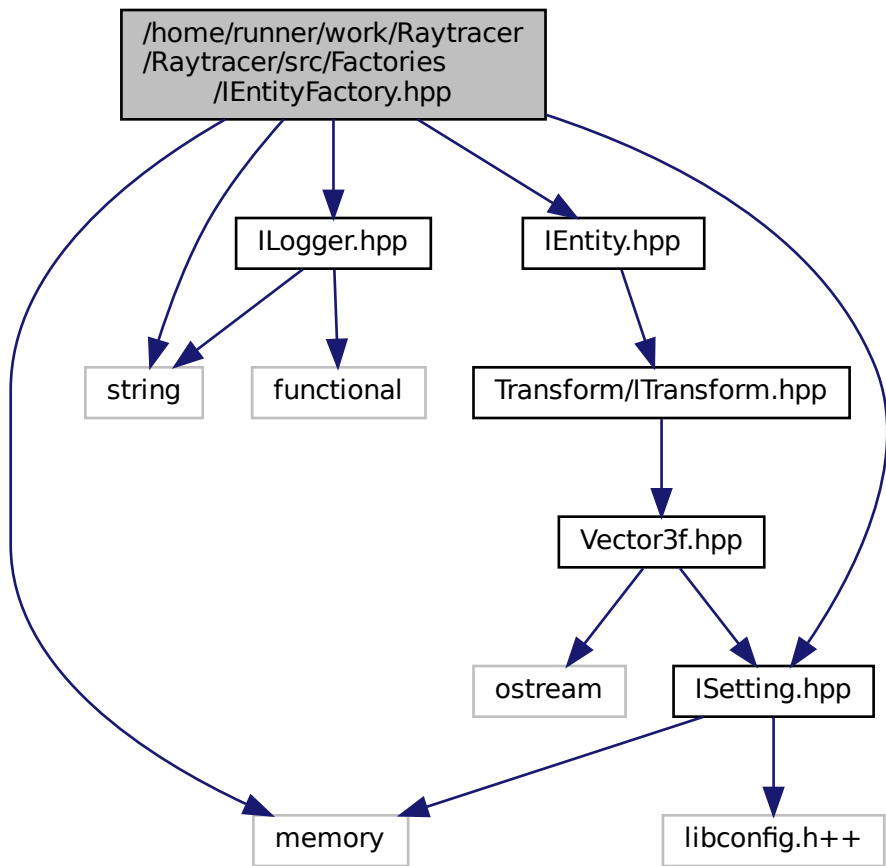 /home/runner/work/Raytracer
/Raytracer/src/Factories
/IEntityFactory.hpp
ILogger.hpp
IEntity.hpp
string
functional
Transform/ITransform.hpp
Vector3f.hpp
ostream
ISetting.hpp
memory
libconfig.h++